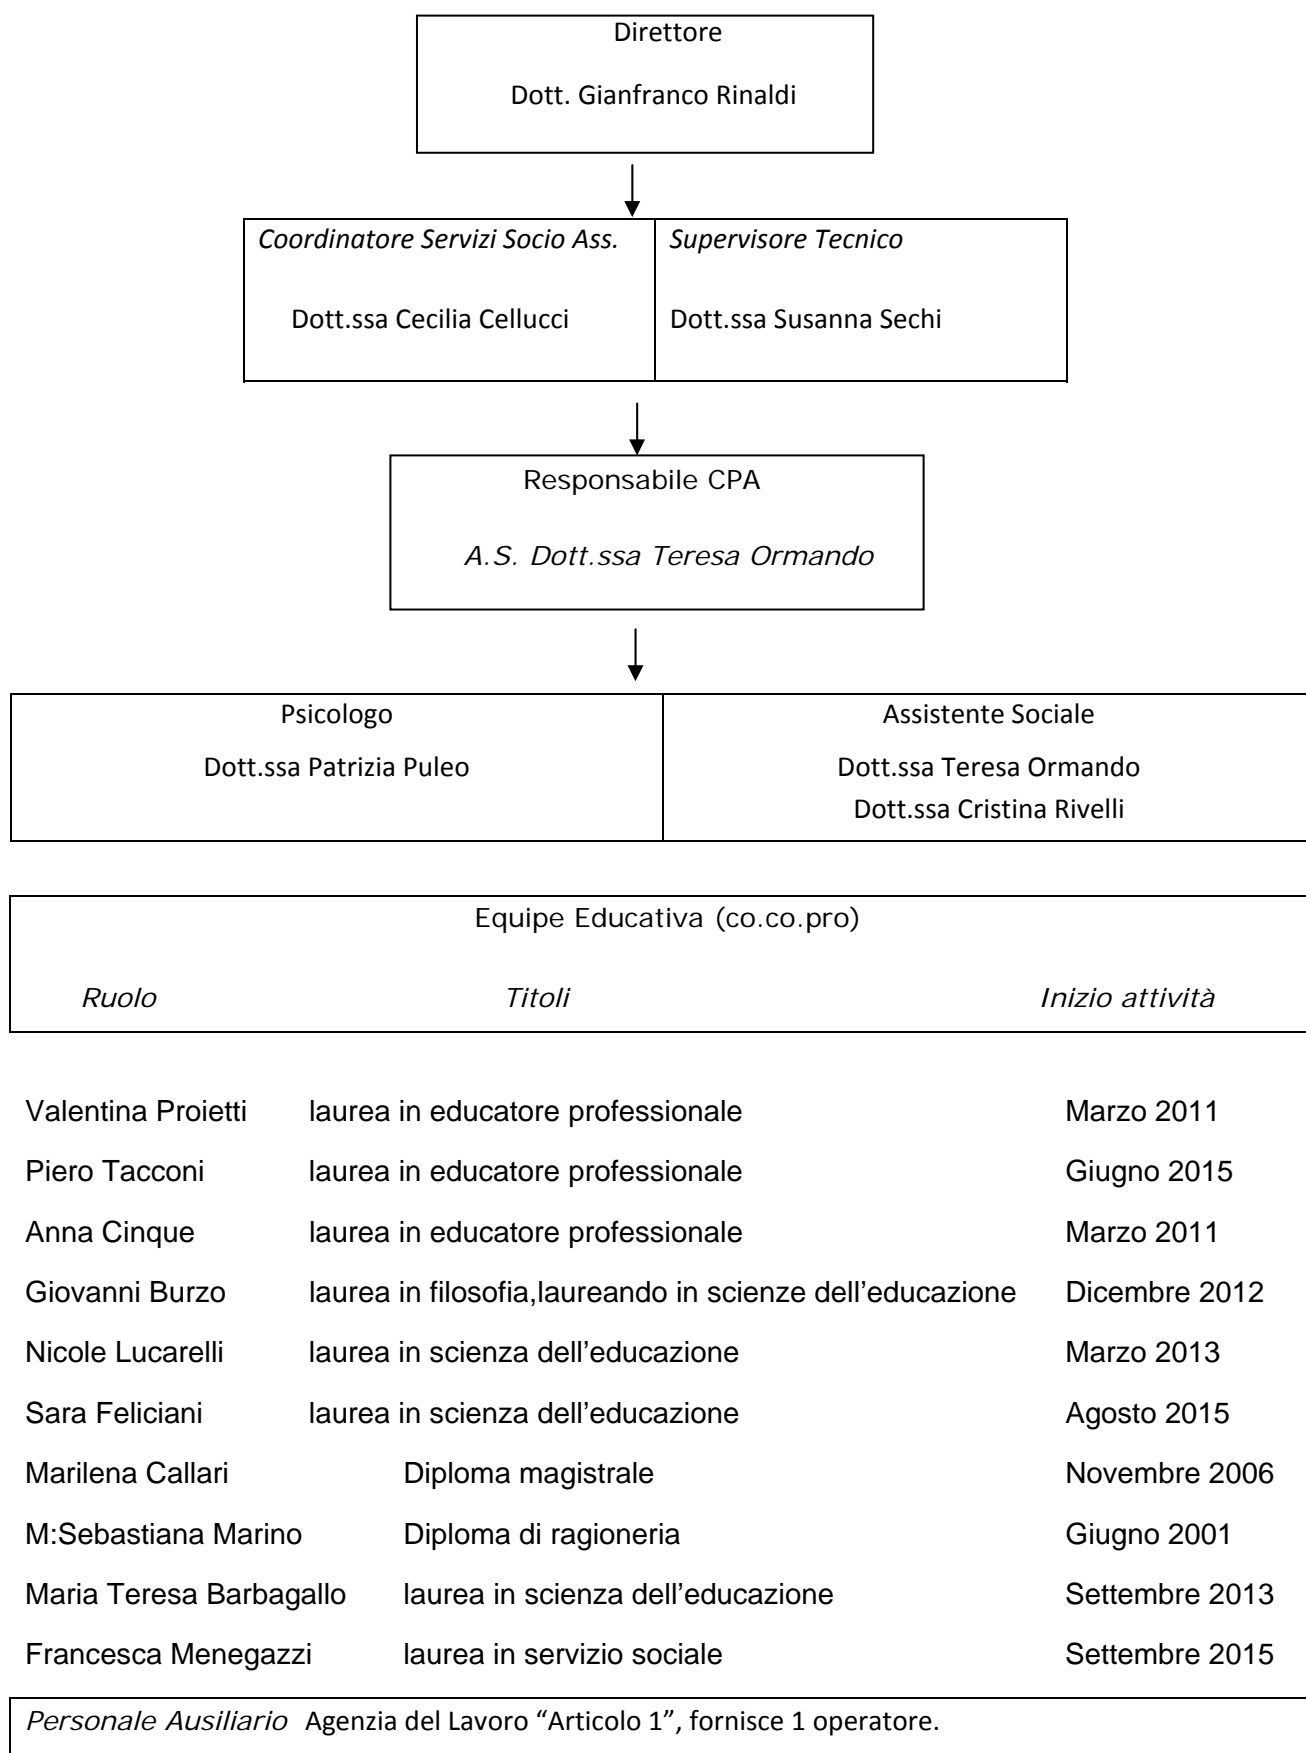 Direttore
Dott. Gianfranco Rinaldi
Coordinatore Servizi Socio Ass.
Dott.ssa Cecilia Cellucci
Supervisore Tecnico
Dott.ssa Susanna Sechi
Responsabile CPA
A.S. Dott.ssa Teresa Ormando
Psicologo
Dott.ssa Patrizia Puleo
Assistente Sociale
Dott.ssa Teresa Ormando
Dott.ssa Cristina Rivelli
Equipe Educativa (co.co.pro)
Ruolo Titoli Inizio attività
Valentina Proietti laurea in educatore professionale Marzo 2011
Piero Tacconi laurea in educatore professionale Giugno 2015
Anna Cinque laurea in educatore professionale Marzo 2011
Giovanni Burzo laurea in filosofia,laureando in scienze dell’educazione Dicembre 2012
Nicole Lucarelli laurea in scienza dell’educazione Marzo 2013
Sara Feliciani laurea in scienza dell’educazione Agosto 2015
Marilena Callari Diploma magistrale Novembre 2006
M:Sebastiana Marino Diploma di ragioneria Giugno 2001
Maria Teresa Barbagallo laurea in scienza dell’educazione Settembre 2013
Francesca Menegazzi laurea in servizio sociale Settembre 2015
Personale Ausiliario Agenzia del Lavoro “Articolo 1”, fornisce 1 operatore.